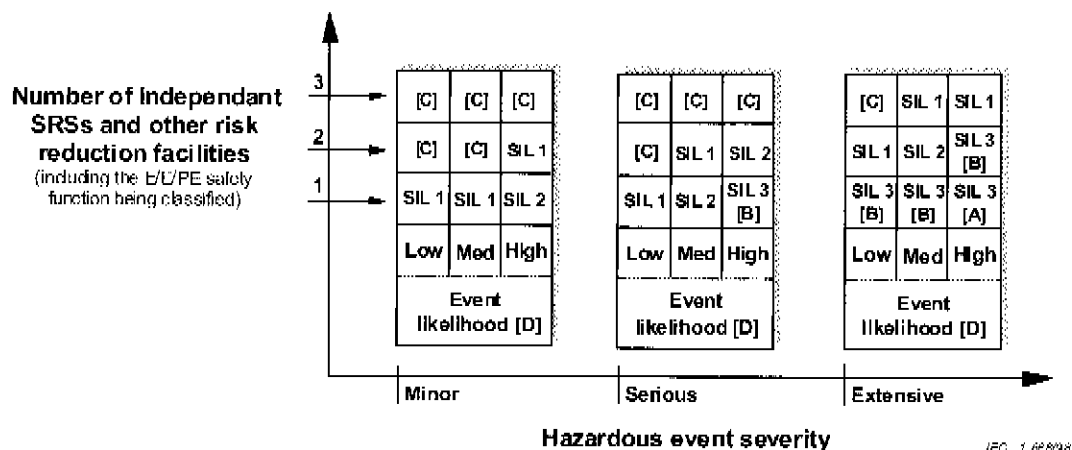 Number of independant
SRSs and other risk
reduction facilities
(including the E/E/PE safety
function being classified)
3
2
1
[C] [C] [C]
[C] [C] SIL 1
SIL 1 SIL 1 SIL 2
Low Med High
Event
likelihood [D]
[C] [C] [C]
[C] SIL 1 SIL 2
SIL 1 SIL 2 SIL 3
[B]
Low Med High
Event
likelihood [D]
[C] SIL 1 SIL 1
SIL 1 SIL 2 SIL 3
[B]
SIL 3 SIL 3 SIL 3
[B] [B] [A]
Low Med High
Event
likelihood [D]
Minor
Serious
Extensive
Hazardous event severity
IEC